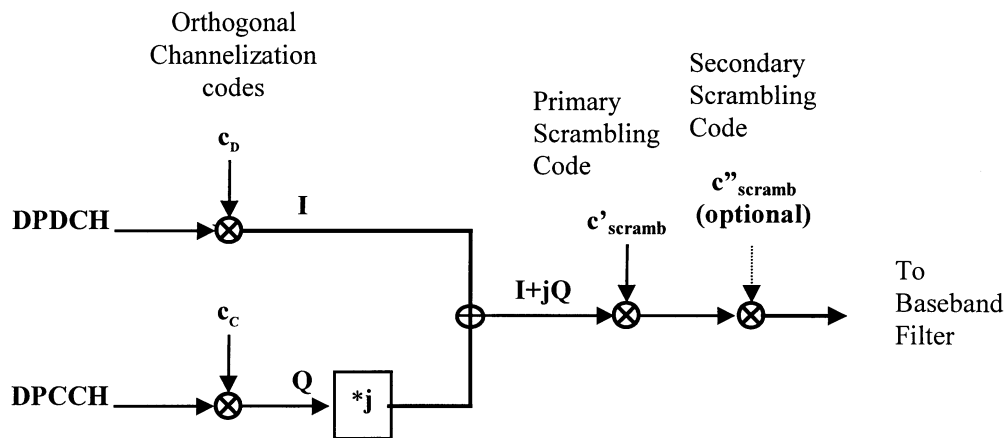 Orthogonal
Channelization
codes
Secondary
Scrambling
Code
Primary
Scrambling
Code
c_D
c''_scramb
(optional)
I
DPDCH
c'_scramb
To
Baseband
Filter
I+jQ
c_C
Q
*j
DPCCH